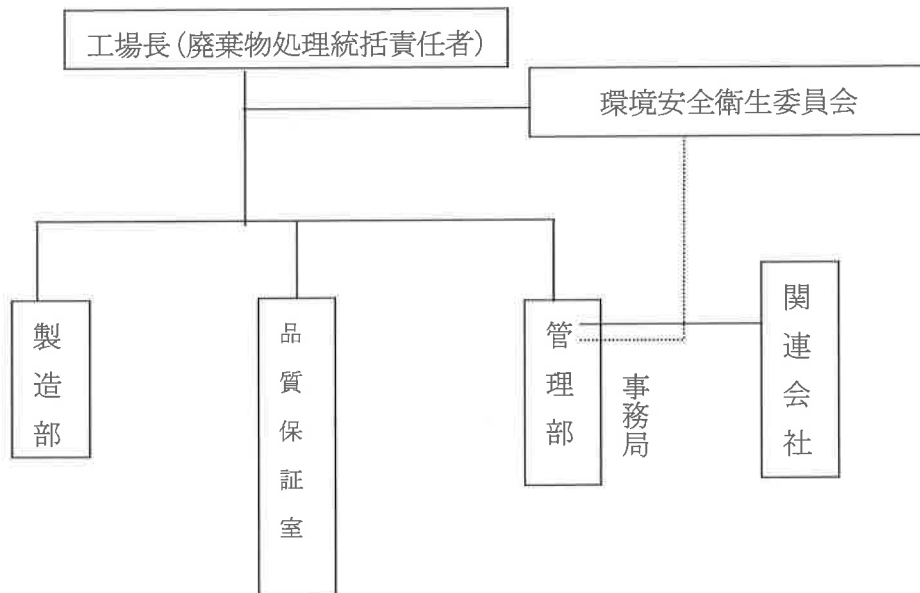 工場長(廃棄物処理統括責任者)
環境安全衛生委員会
製造部
品質保証室
管理部
事務局
関連会社